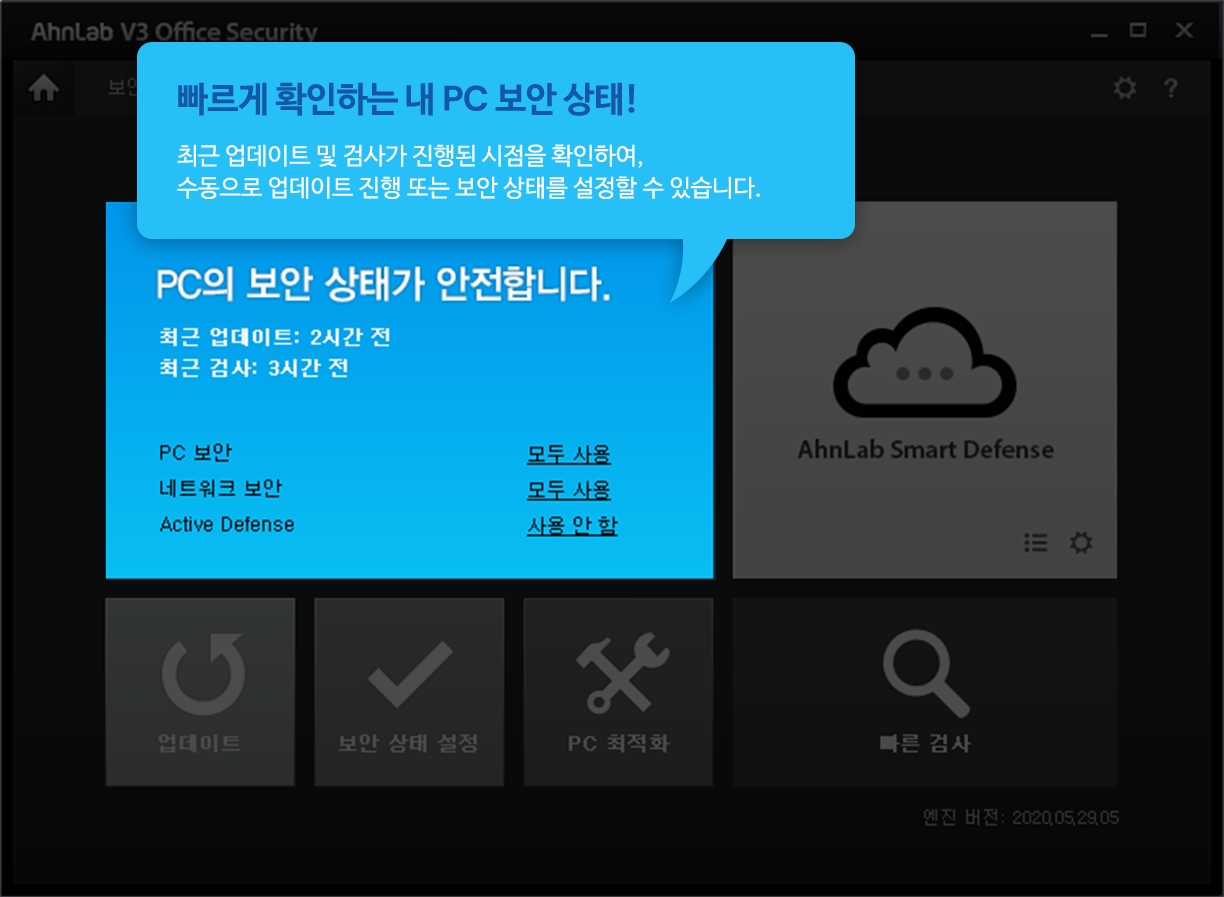 AhnLab V3 Office Security
보안
빠르게 확인하는 내 PC 보안 상태!
최근 업데이트 및 검사가 진행된 시점을 확인하여,
수동으로 업데이트 진행 또는 보안 상태를 설정할 수 있습니다.
PC의 보안 상태가 안전합니다.
최근 업데이트: 2시간 전
최근 검사: 3시간 전
PC 보안 모두 사용
네트워크 보안 모두 사용
Active Defense 사용 안 함
AhnLab Smart Defense
업데이트
보안 상태 설정
PC 최적화
빠른 검사
엔진 버전: 2020.05.29.05